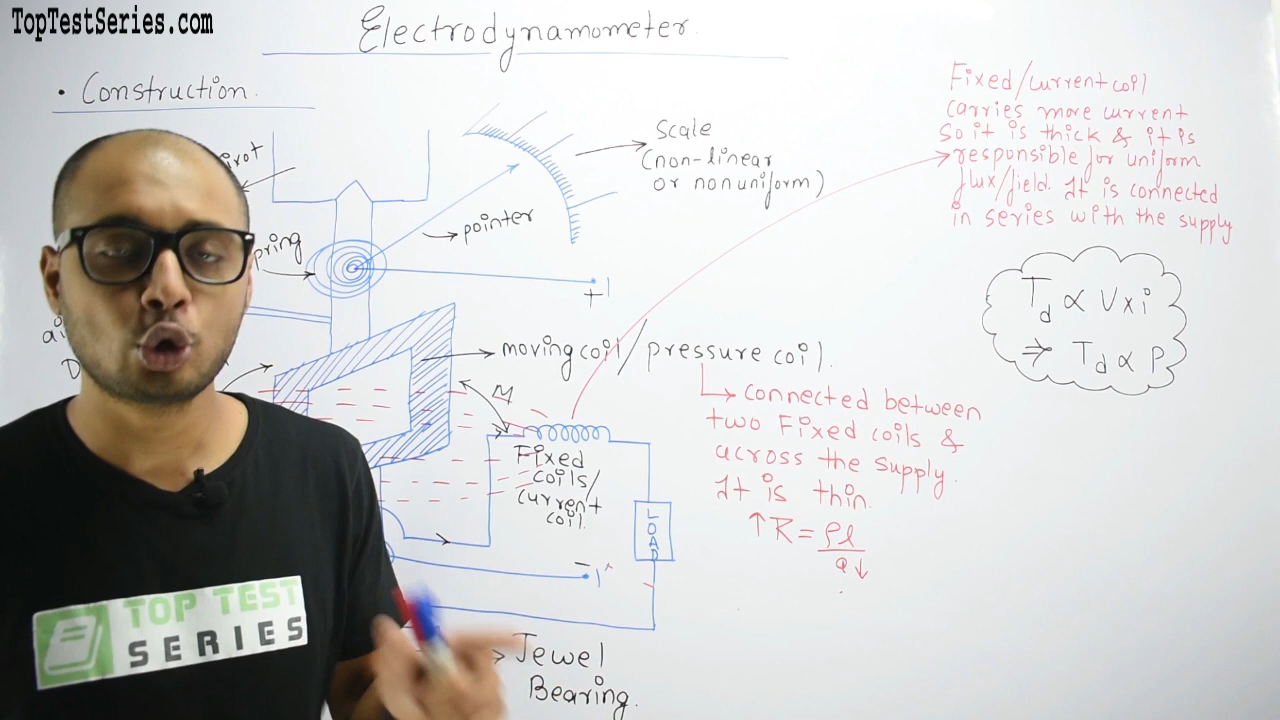 TopTestSeries.com
Electrodynamometer
• Construction.
Scale
(non-linear
or non uniform)
pointer
+
moving coil/pressure coil.
M
Fixed
coils/
current
coil.
LOAD
-
Jewel
Bearing.
Fixed/current coil
carries more current
So it is thick & it is
responsible for uniform
flux/field. It is connected
in series with the supply
Td ∝ V x i
⇒ Td ∝ P
connected between
two Fixed coils &
across the supply.
It is thin.
↑R = ρl
a↓
TOP TEST
SERIES